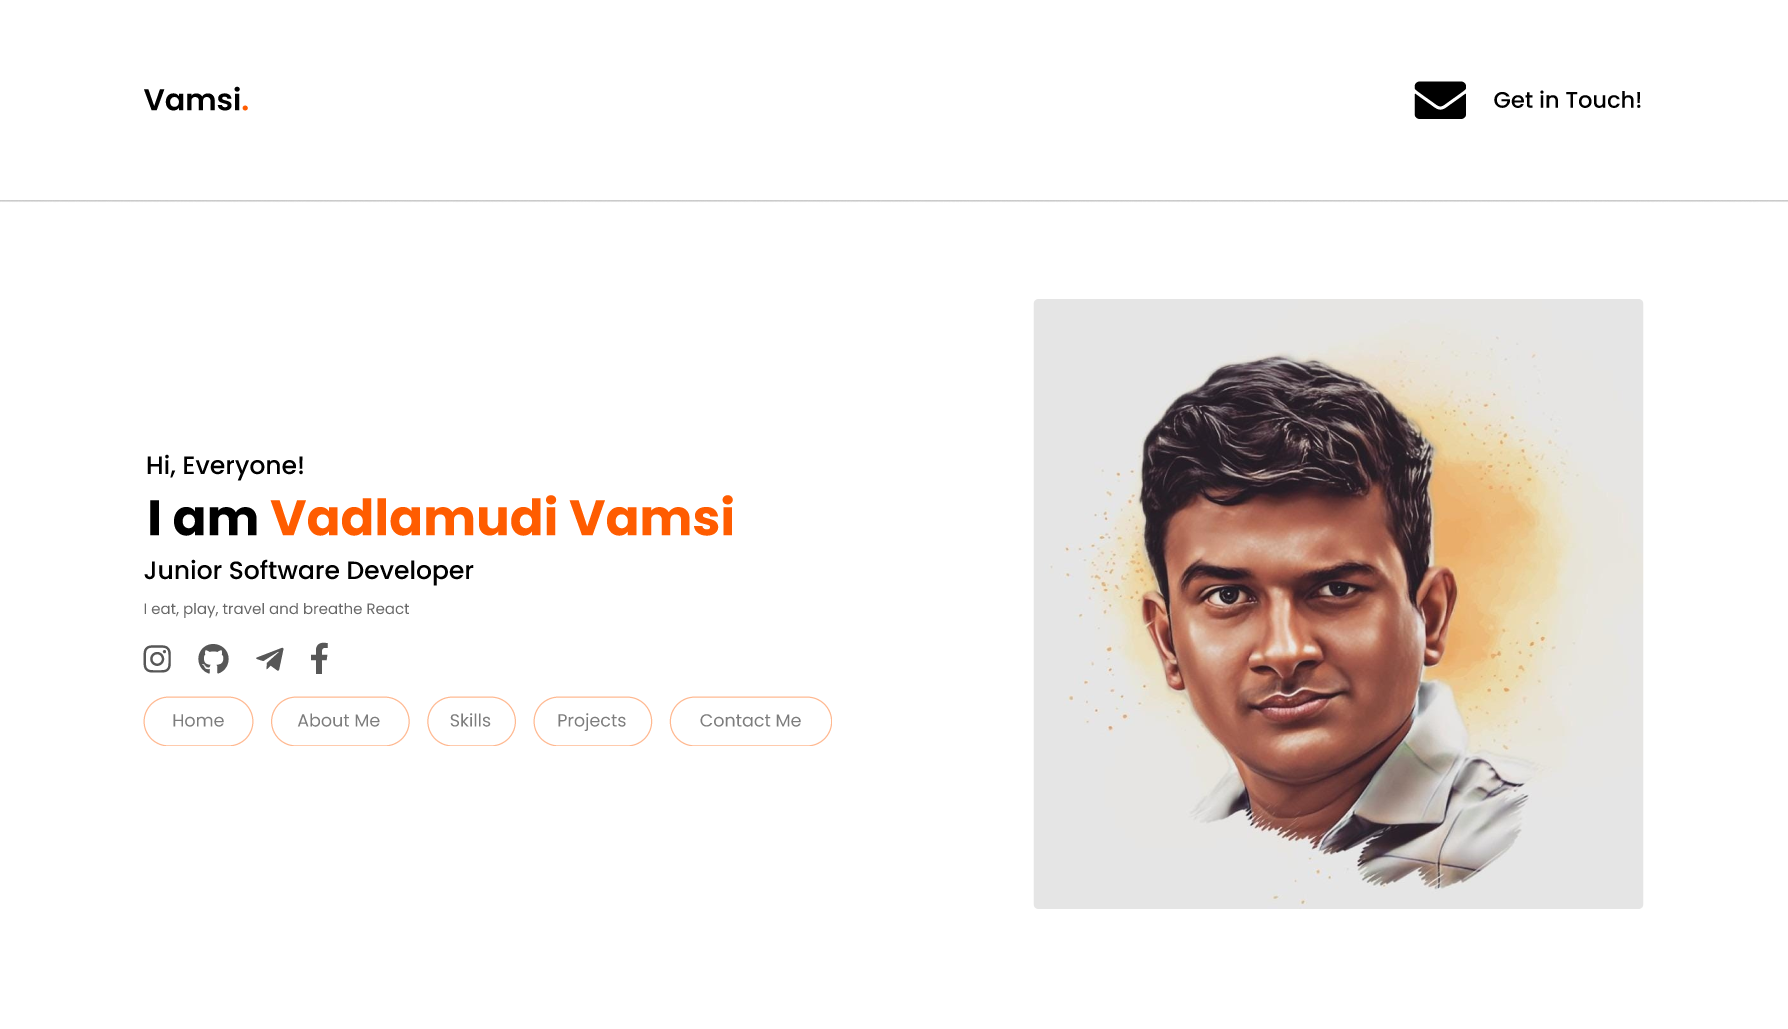 Vamsi.
Get in Touch!
Hi, Everyone!
I am Vadlamudi Vamsi
Junior Software Developer
I eat, play, travel and breathe React
Home
About Me
Skills
Projects
Contact Me